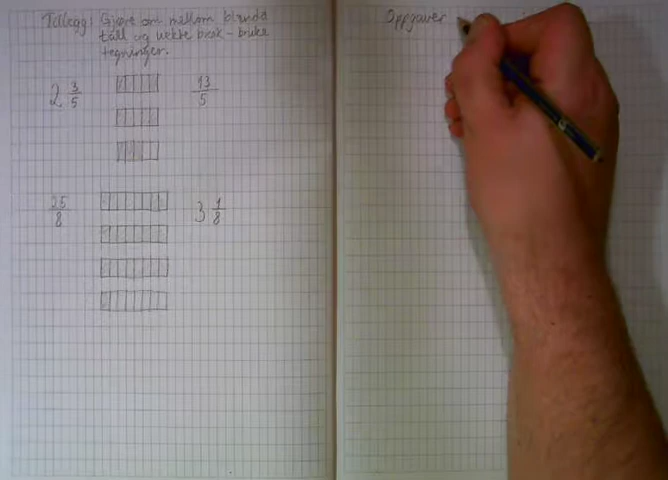 Tillegg: Gjøre om mellom blanda
tall og uekte brøk - bruke
tegninger.
2 3/5
13/5
25/8
3 1/8
Oppgaver